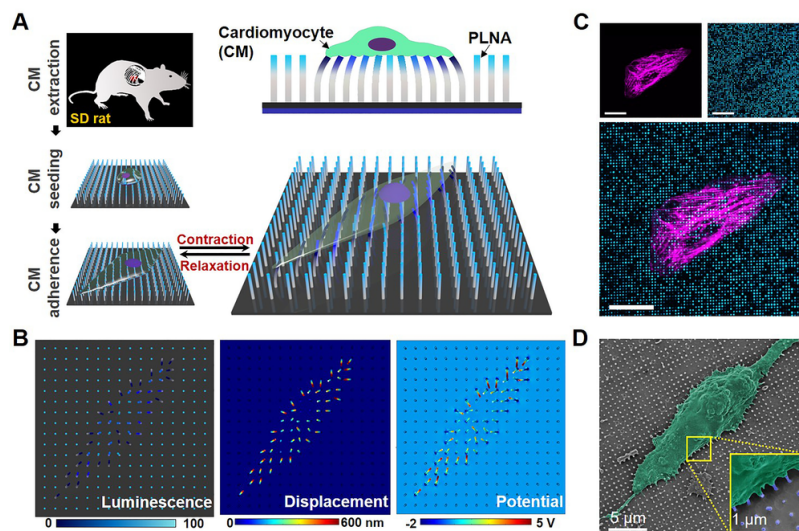 A
CM
extraction
SD rat
CM
seeding
CM
adherence
Contraction
Relaxation
Cardiomyocyte
(CM)
PLNA
B
Luminescence
0
100
Displacement
0
600 nm
Potential
-2
5 V
C
D
5 μm
1 μm